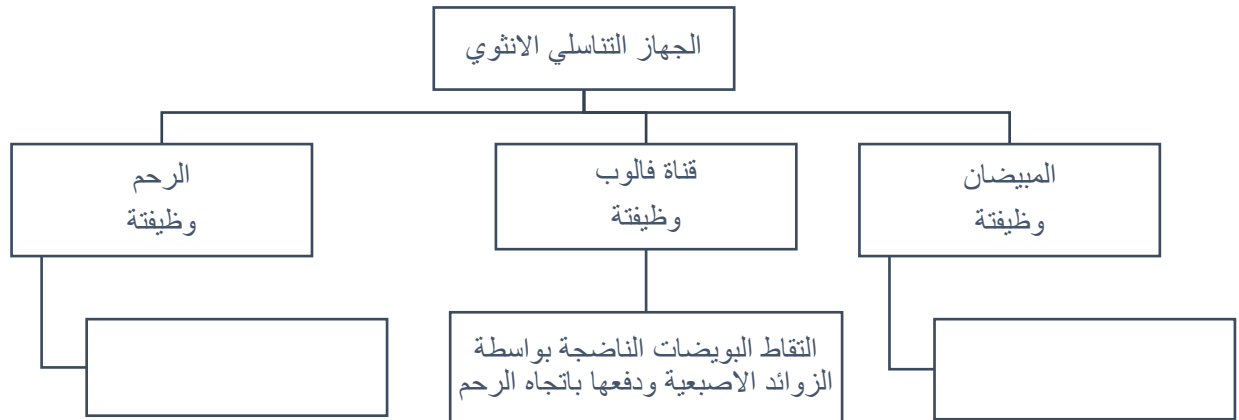 الجهاز التناسلي الانثوي
المبيضان
وظيفتة
قناة فالوب
وظيفتة
الرحم
وظيفتة
التقاط البويضات الناضجة بواسطة
الزوائد الاصبعية ودفعها باتجاه الرحم